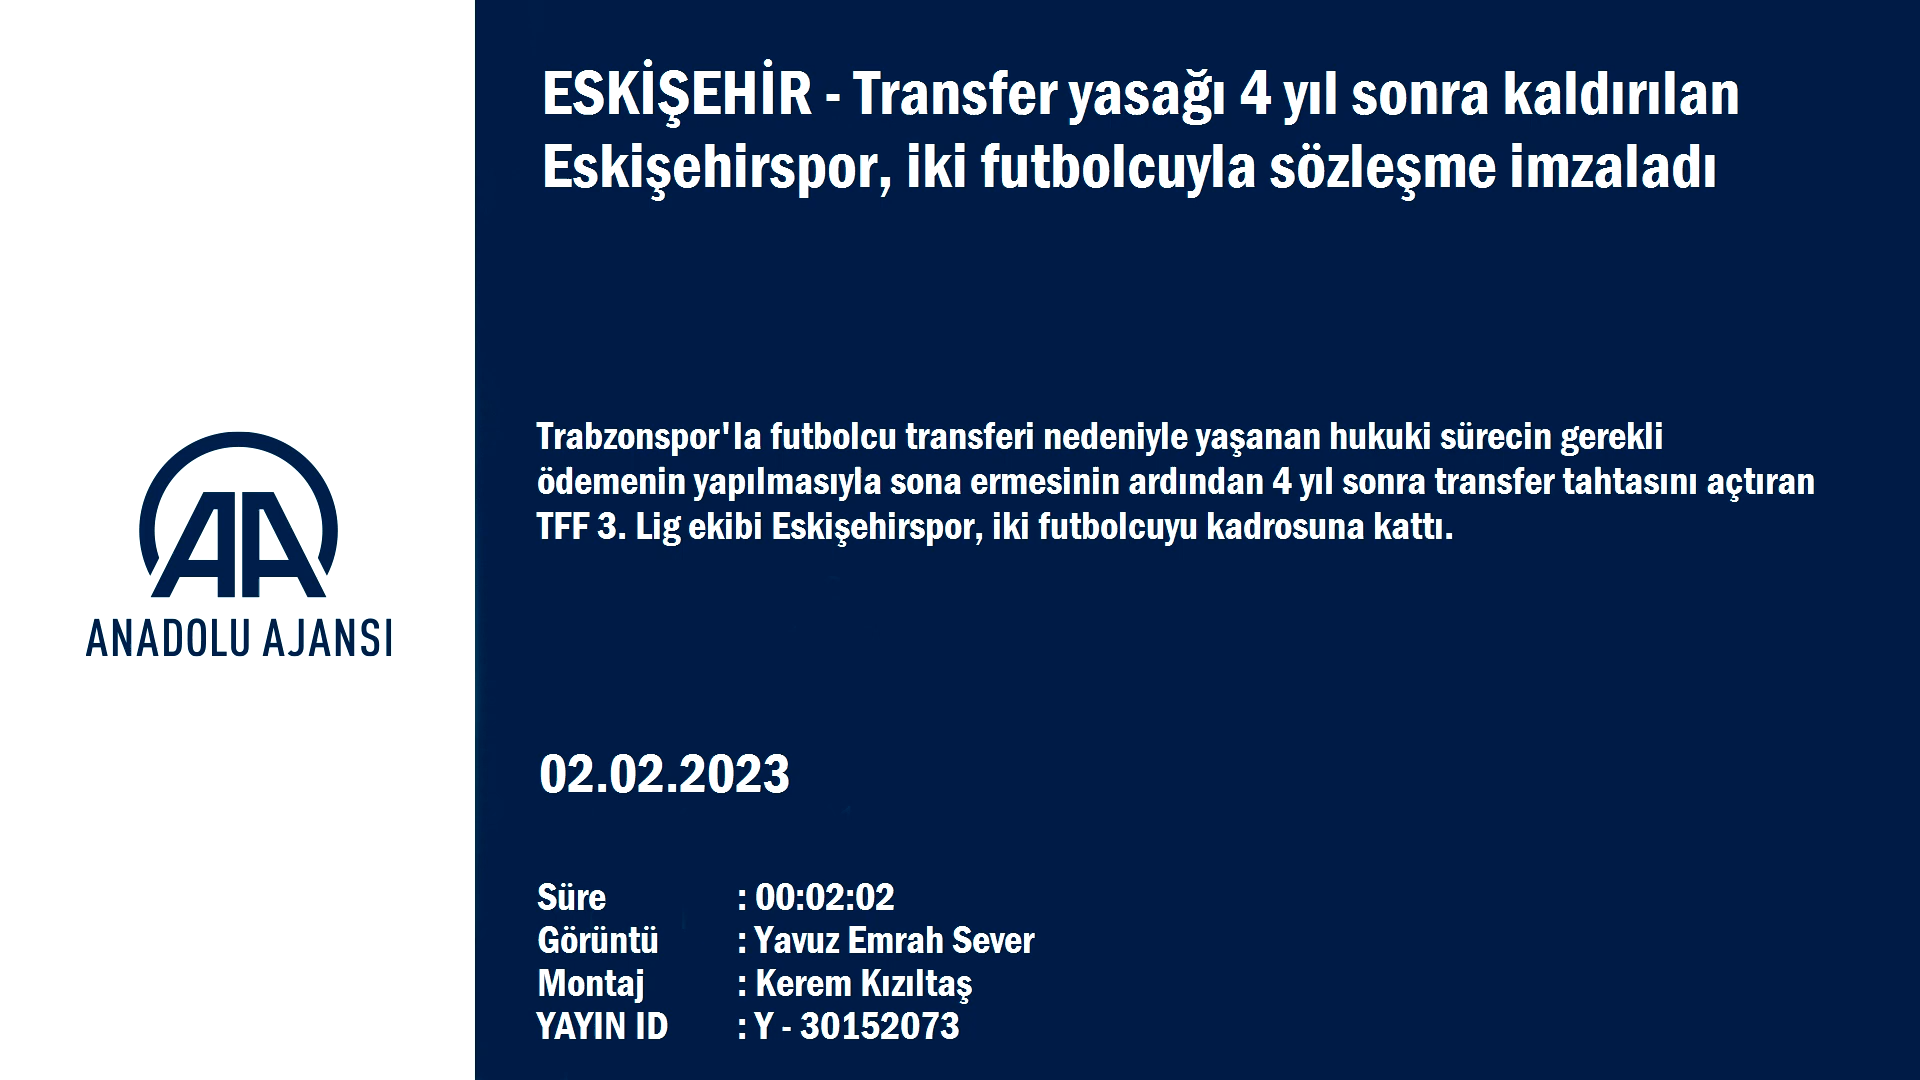 ESKİŞEHİR - Transfer yasağı 4 yıl sonra kaldırılan
Eskişehirspor, iki futbolcuyla sözleşme imzaladı
Trabzonspor'la futbolcu transferi nedeniyle yaşanan hukuki sürecin gerekli
ödemenin yapılmasıyla sona ermesinin ardından 4 yıl sonra transfer tahtasını açtıran
TFF 3. Lig ekibi Eskişehirspor, iki futbolcuyu kadrosuna kattı.
AA
ANADOLU AJANSI
02.02.2023
Süre : 00:02:02
Görüntü : Yavuz Emrah Sever
Montaj : Kerem Kızıltaş
YAYIN ID : Y - 30152073